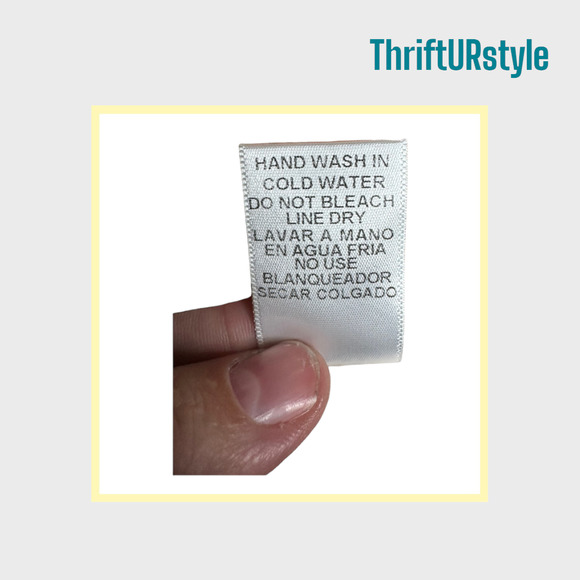 ThriftURstyle
HAND WASH IN
COLD WATER
DO NOT BLEACH
LINE DRY
LAVAR A MANO
EN AGUA FRIA
NO USE
BLANQUEADOR
SECAR COLGADO